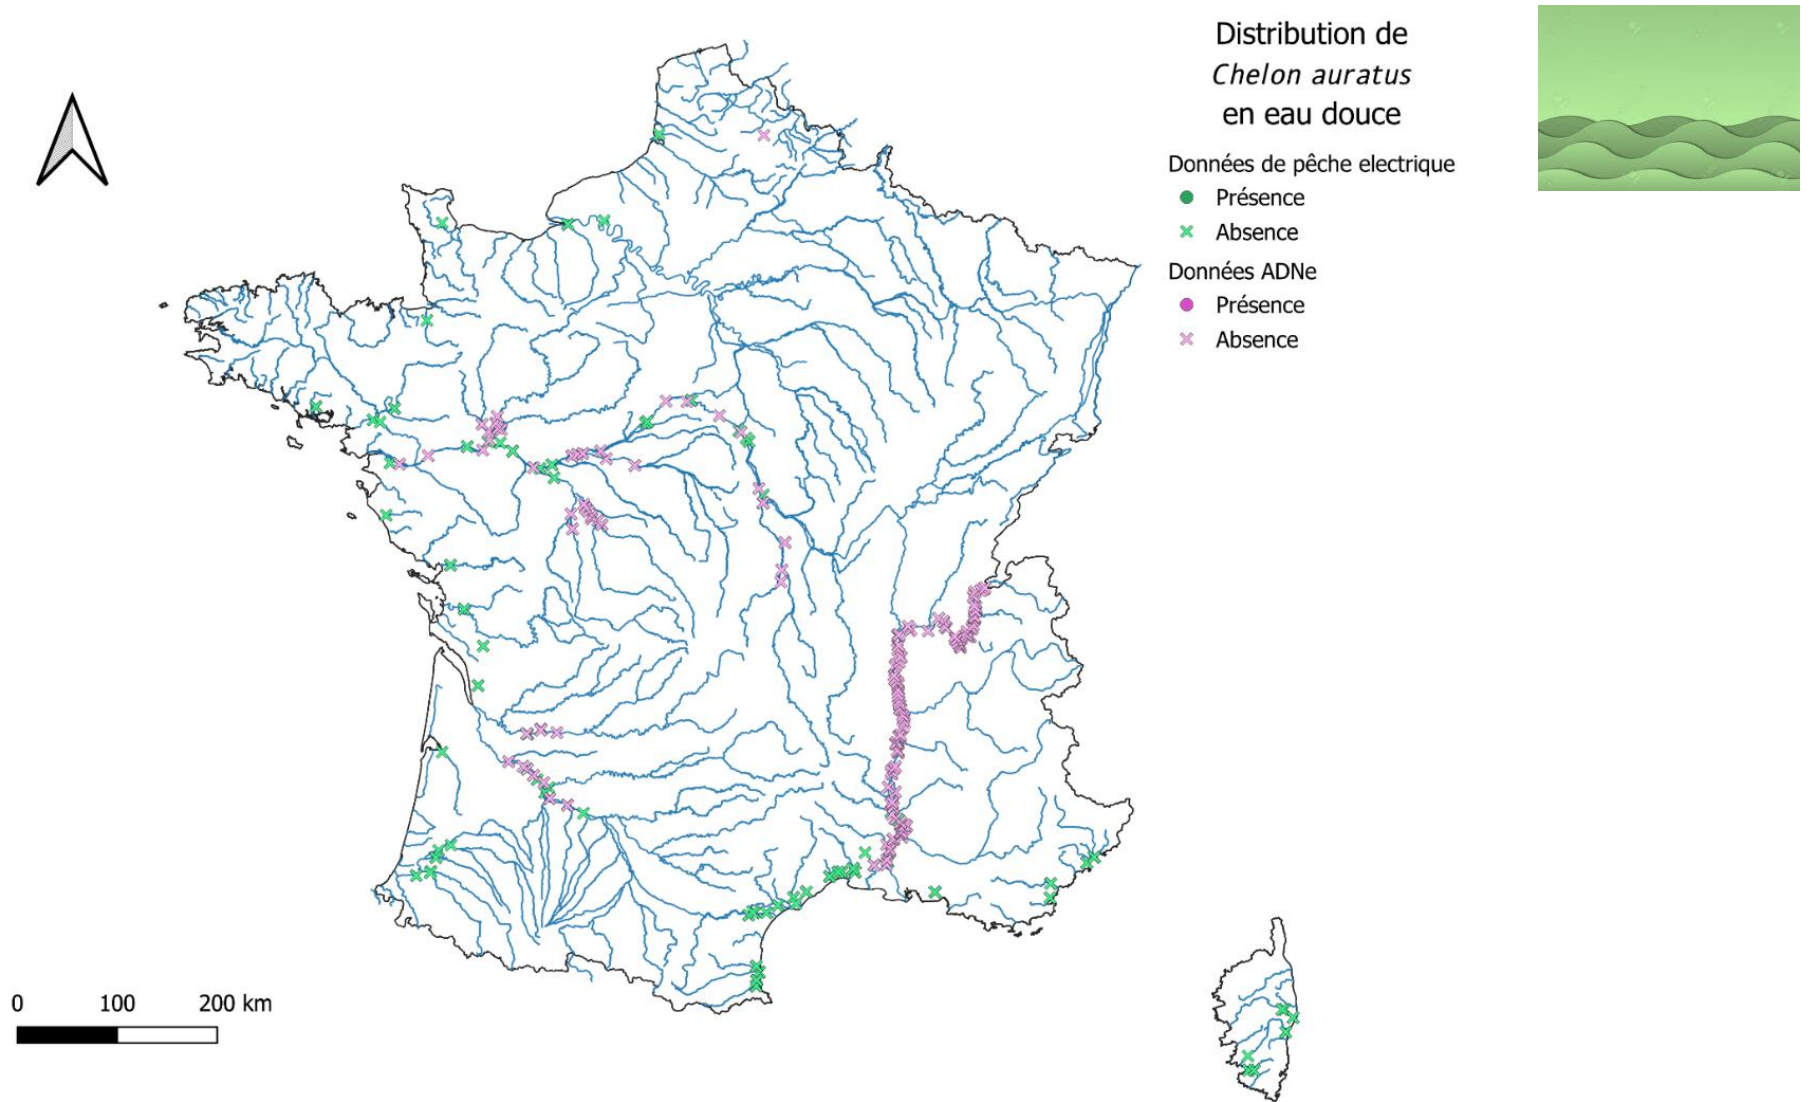 Distribution de
Chelon auratus
en eau douce
Données de pêche electrique
Présence
Absence
Données ADNe
Présence
Absence
0 100 200 km